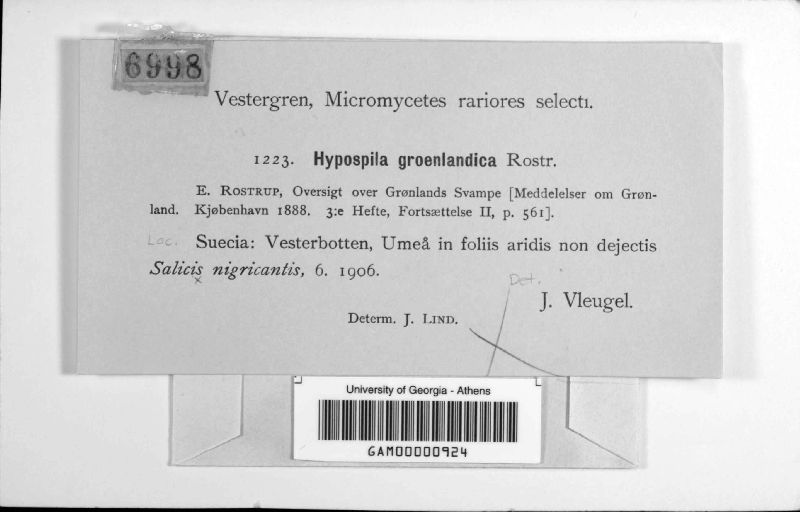 6998
Vestergren, Micromycetes rariores selecti.
1223. Hypospila groenlandica Rostr.
E. Rostrup, Oversigt over Grønlands Svampe [Meddelelser om Grøn-
land. Kjøbenhavn 1888. 3:e Hefte, Fortsættelse II, p. 561].
Loc. Suecia: Vesterbotten, Umeå in foliis aridis non dejectis
Salicis nigricantis, 6. 1906.
x
Det.
J. Vleugel.
Determ. J. Lind.
University of Georgia - Athens
GAM00000924